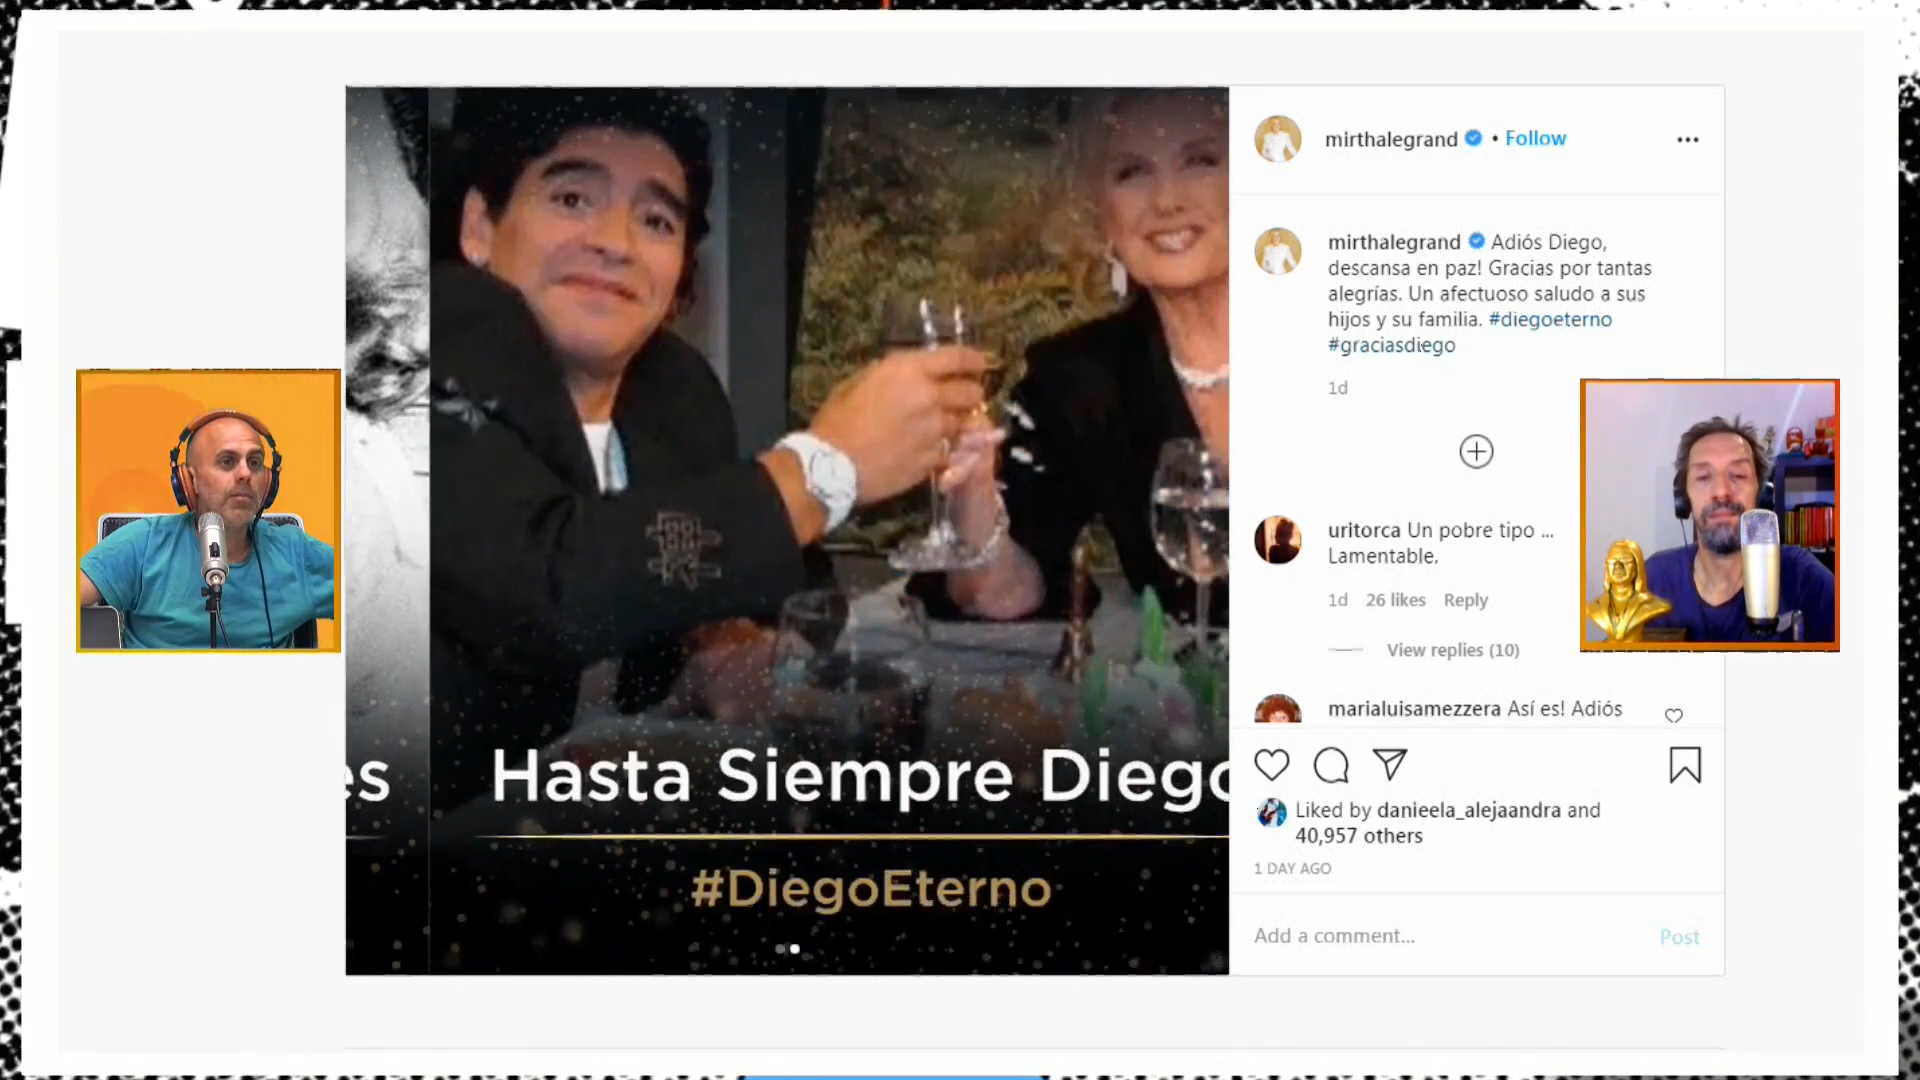 es
Hasta Siempre Diego
#DiegoEterno
mirthalegrand • Follow
mirthalegrand Adiós Diego,
descansa en paz! Gracias por tantas
alegrías. Un afectuoso saludo a sus
hijos y su familia. #diegoeterno
#graciasdiego
1d
uritorca Un pobre tipo ...
Lamentable.
1d 26 likes Reply
View replies (10)
marialuisamezzera Así es! Adiós
Liked by danieela_alejaandra and
40,957 others
1 DAY AGO
Add a comment...
Post